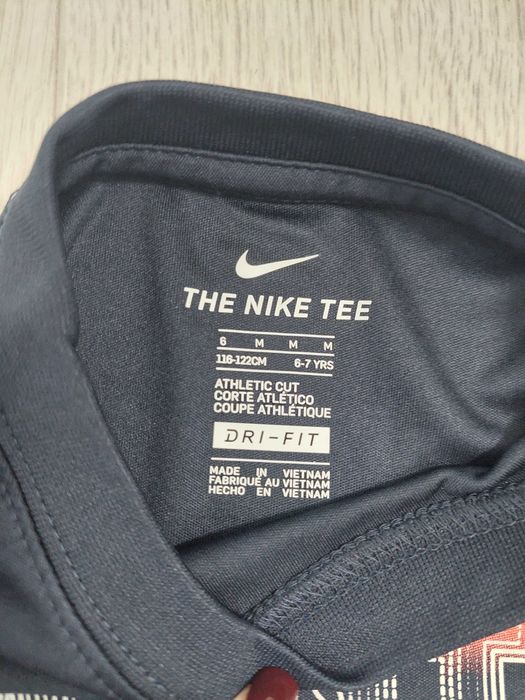 THE NIKE TEE
6 M M M
116-122CM 6-7 YRS
ATHLETIC CUT
CORTE ATLÉTICO
COUPE ATHLÉTIQUE
DRI-FIT
MADE IN VIETNAM
FABRIQUÉ AU VIETNAM
HECHO EN VIETNAM